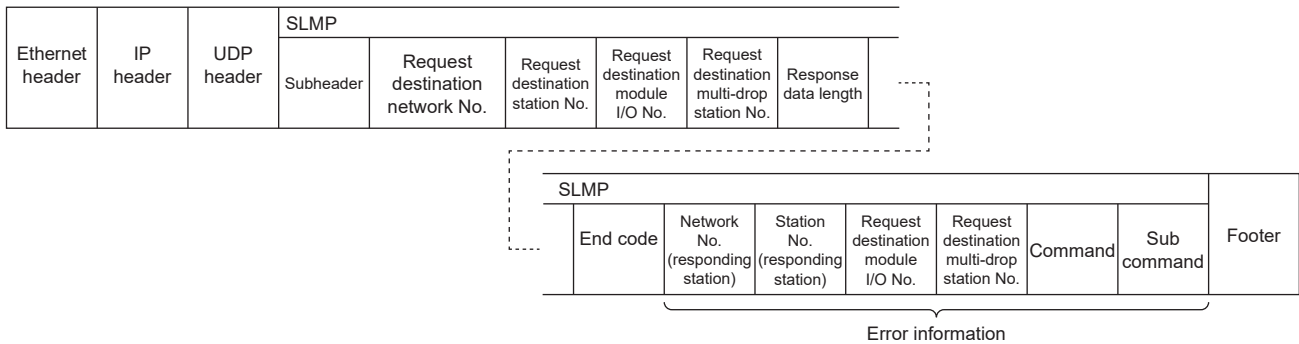 SLMP
Ethernet
header
IP
header
UDP
header
Subheader
Request
destination
network No.
Request
destination
station No.
Request
destination
module
I/O No.
Request
destination
multi-drop
station No.
Response
data length
SLMP
End code
Network
No.
(responding
station)
Station
No.
(responding
station)
Request
destination
module
I/O No.
Request
destination
multi-drop
station No.
Command
Sub
command
Footer
Error information